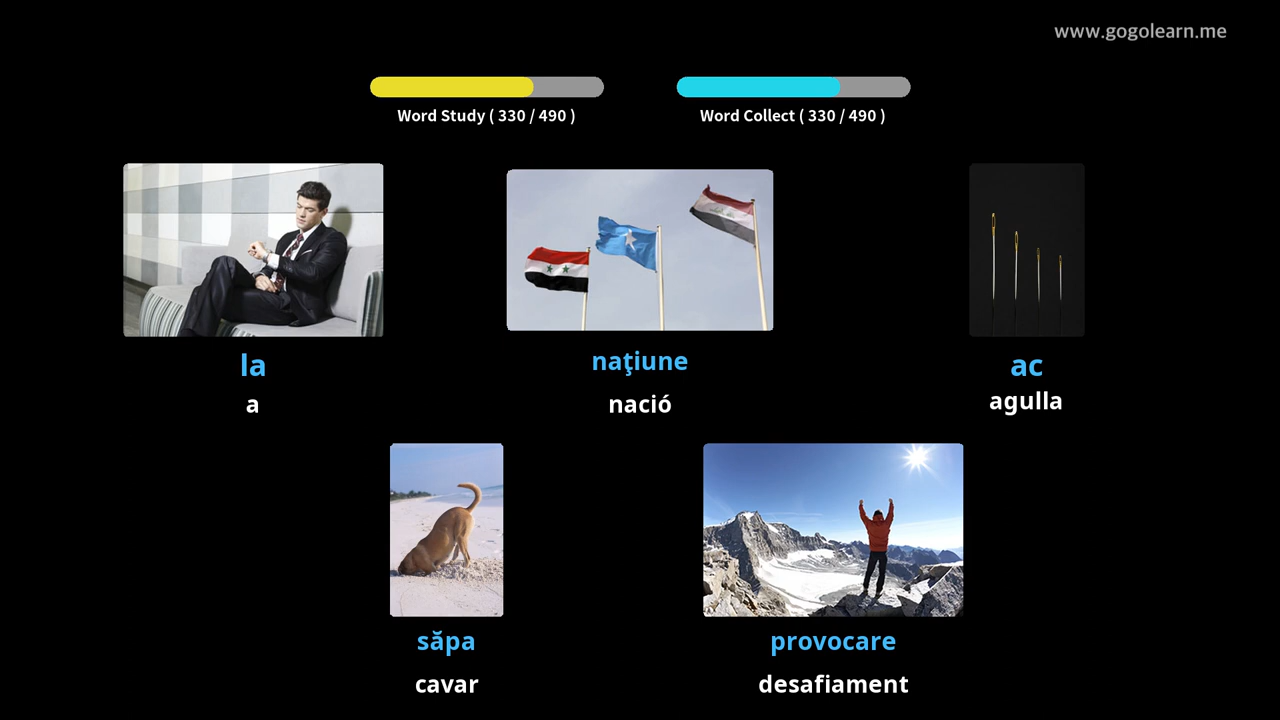 www.gogolearn.me
Word Study ( 330 / 490 )
Word Collect ( 330 / 490 )
la
a
naţiune
nació
ac
agulla
săpa
cavar
provocare
desafiament